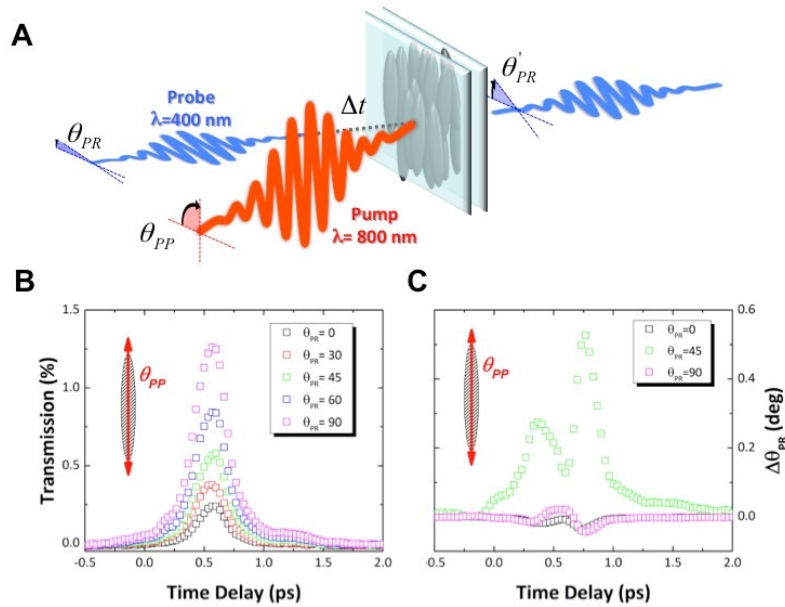 A
Probe
λ=400 nm
θPR
Δt
θ'PR
θPP
Pump
λ= 800 nm
B
Transmission (%)
1.5
1.0
0.5
0.0
θPP
θPR = 0
θPR = 30
θPR = 45
θPR = 60
θPR = 90
-0.5 0.0 0.5 1.0 1.5 2.0
Time Delay (ps)
C
θPP
θPR=0
θPR=45
θPR=90
0.6
0.4
0.2
0.0
ΔθPR (deg)
-0.5 0.0 0.5 1.0 1.5 2.0
Time Delay (ps)